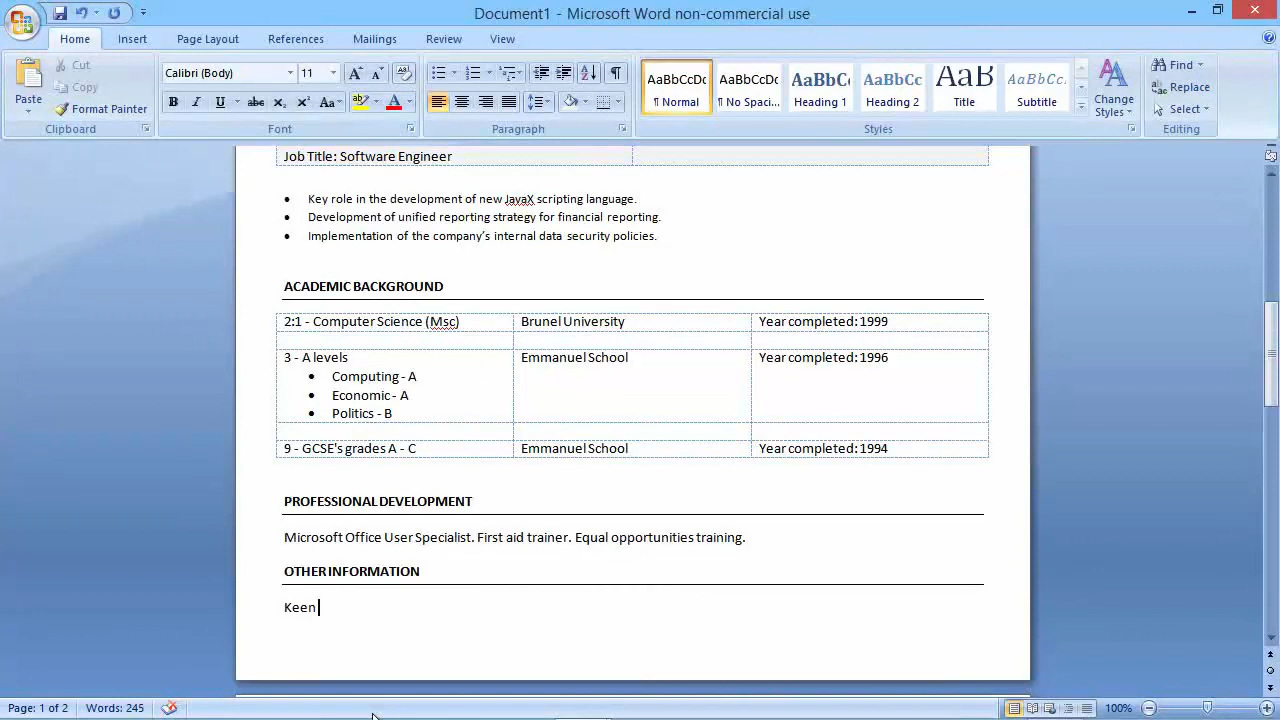 Document1 - Microsoft Word non-commercial use
Home Insert Page Layout References Mailings Review View
Paste Cut Copy Format Painter Clipboard
Calibri (Body) 11 Font
Paragraph
AaBbCcDc ¶ Normal
AaBbCcDc ¶ No Spaci...
AaBbC Heading 1
AaBbCc Heading 2
AaB Title
AaBbCc. Subtitle
Change Styles
Styles
Find
Replace
Select
Editing
Job Title: Software Engineer
• Key role in the development of new JavaX scripting language.
• Development of unified reporting strategy for financial reporting.
• Implementation of the company's internal data security policies.
ACADEMIC BACKGROUND
2:1 - Computer Science (Msc) Brunel University Year completed: 1999
3 - A levels Emmanuel School Year completed: 1996
• Computing - A
• Economic - A
• Politics - B
9 - GCSE's grades A - C Emmanuel School Year completed: 1994
PROFESSIONAL DEVELOPMENT
Microsoft Office User Specialist. First aid trainer. Equal opportunities training.
OTHER INFORMATION
Keen
Page: 1 of 2 Words: 245 100%